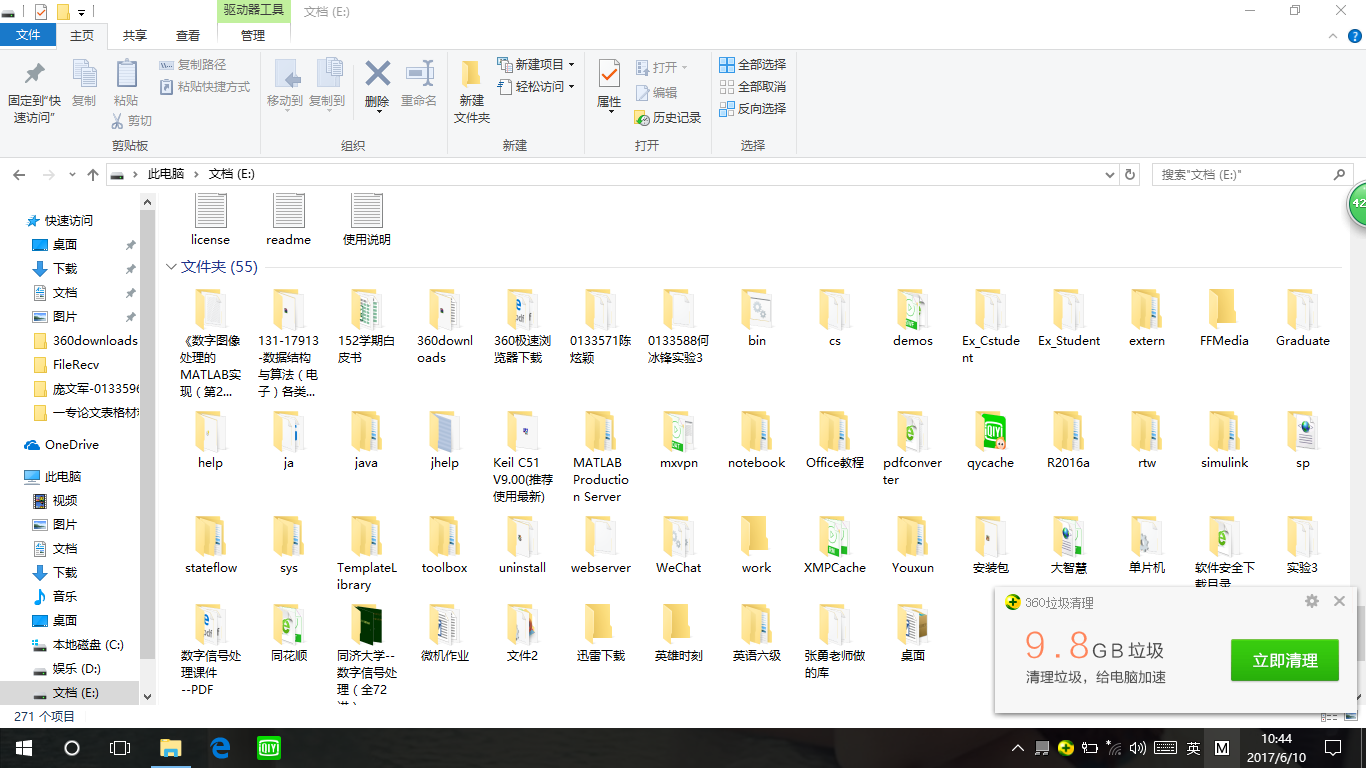 驱动器工具 文档 (E:)
文件 主页 共享 查看 管理
固定到"快速访问"
复制
粘贴
复制路径
粘贴快捷方式
剪切
剪贴板
移动到
复制到
删除
重命名
组织
新建
文件夹
新建项目
轻松访问
新建
属性
打开
编辑
历史记录
打开
全部选择
全部取消
反向选择
选择
此电脑 文档 (E:)
搜索"文档 (E:)"
42
快速访问
桌面
下载
文档
图片
360downloads
FileRecv
庞文军-0133596
一专论文表格材料
OneDrive
此电脑
视频
图片
文档
下载
音乐
桌面
本地磁盘 (C:)
娱乐 (D:)
文档 (E:)
license readme 使用说明
文件夹 (55)
《数字图像
处理的
MATLAB实
现（第2...
131-17913
-数据结构
与算法（电
子）各类...
152学期白
皮书
360downl
oads
360极速浏
览器下载
0133571陈
炫颖
0133588何
冰锋实验3
bin
cs
demos
Ex_Cstude
nt
Ex_Student
extern
FFMedia
Graduate
help
ja
java
jhelp
Keil C51
V9.00(推荐
使用最新)
MATLAB
Productio
n Server
mxvpn
notebook
Office教程
pdfconver
ter
qycache
R2016a
rtw
simulink
sp
stateflow
sys
TemplateL
ibrary
toolbox
uninstall
webserver
WeChat
work
XMPCache
Youxun
安装包
大智慧
单片机
软件安全下
载目录
实验3
数字信号处
理课件
--PDF
同花顺
同济大学--
数字信号处
理（全72
讲）
微机作业
文件2
迅雷下载
英雄时刻
英语六级
张勇老师做
的库
桌面
360垃圾清理
9.8GB垃圾
清理垃圾，给电脑加速
立即清理
271 个项目
QIY
英
M
10:44
2017/6/10